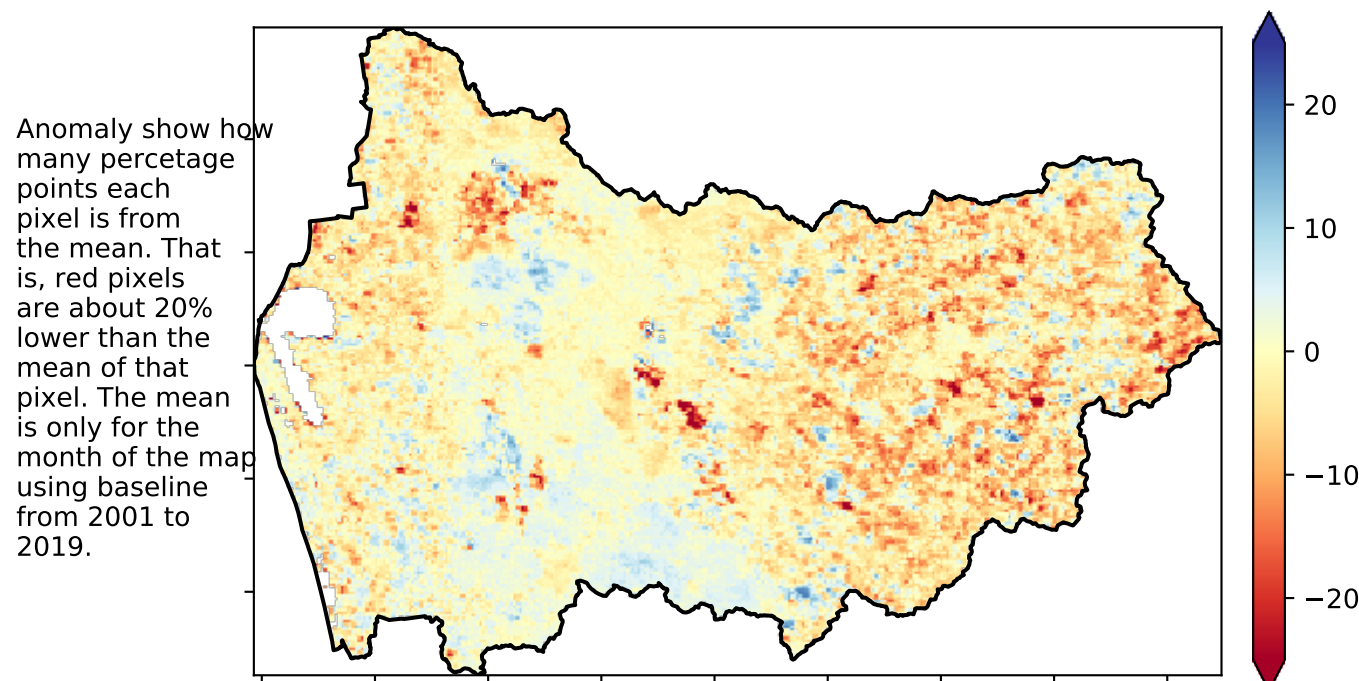 Anomaly show how
many percetage
points each
pixel is from
the mean. That
is, red pixels
are about 20%
lower than the
mean of that
pixel. The mean
is only for the
month of the map
using baseline
from 2001 to
2019.
20
10
0
−10
−20